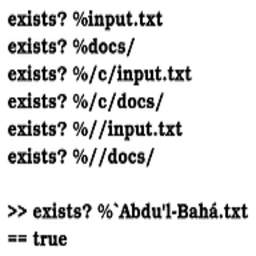 exists? %input.txt
exists? %docs/
exists? %/c/input.txt
exists? %/c/docs/
exists? %//input.txt
exists? %//docs/
>> exists? %`Abdu'l-Bahá.txt
== true